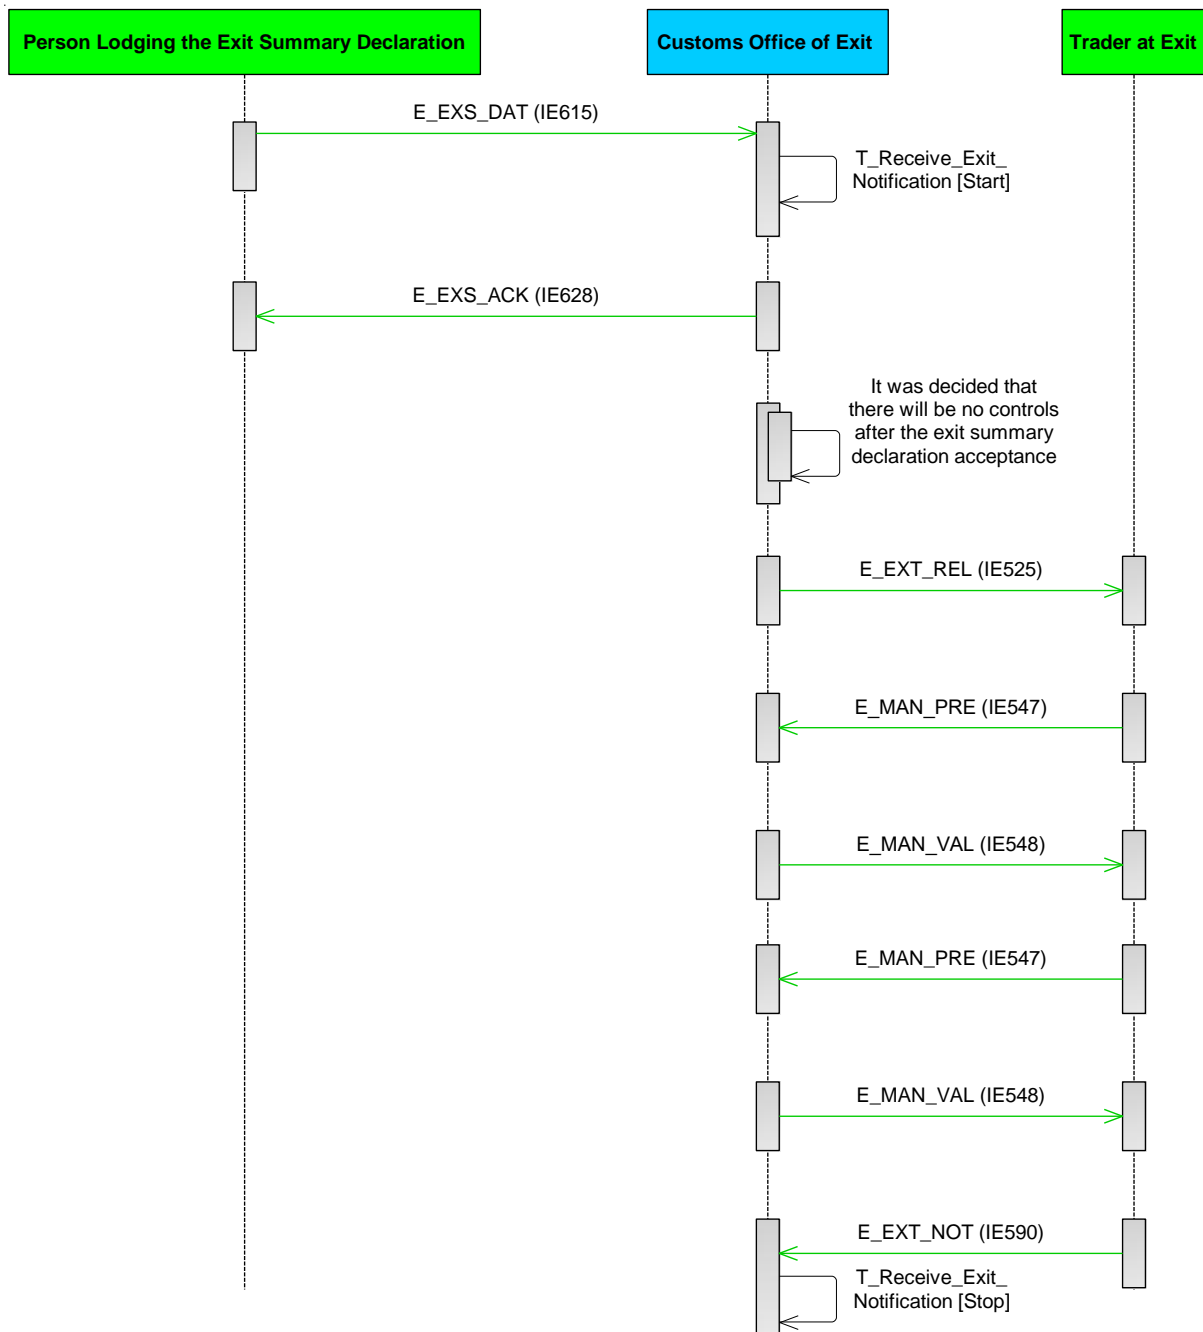 Person Lodging the Exit Summary Declaration
Customs Office of Exit
Trader at Exit
E_EXS_DAT (IE615)
T_Receive_Exit_
Notification [Start]
E_EXS_ACK (IE628)
It was decided that
there will be no controls
after the exit summary
declaration acceptance
E_EXT_REL (IE525)
E_MAN_PRE (IE547)
E_MAN_VAL (IE548)
E_MAN_PRE (IE547)
E_MAN_VAL (IE548)
E_EXT_NOT (IE590)
T_Receive_Exit_
Notification [Stop]